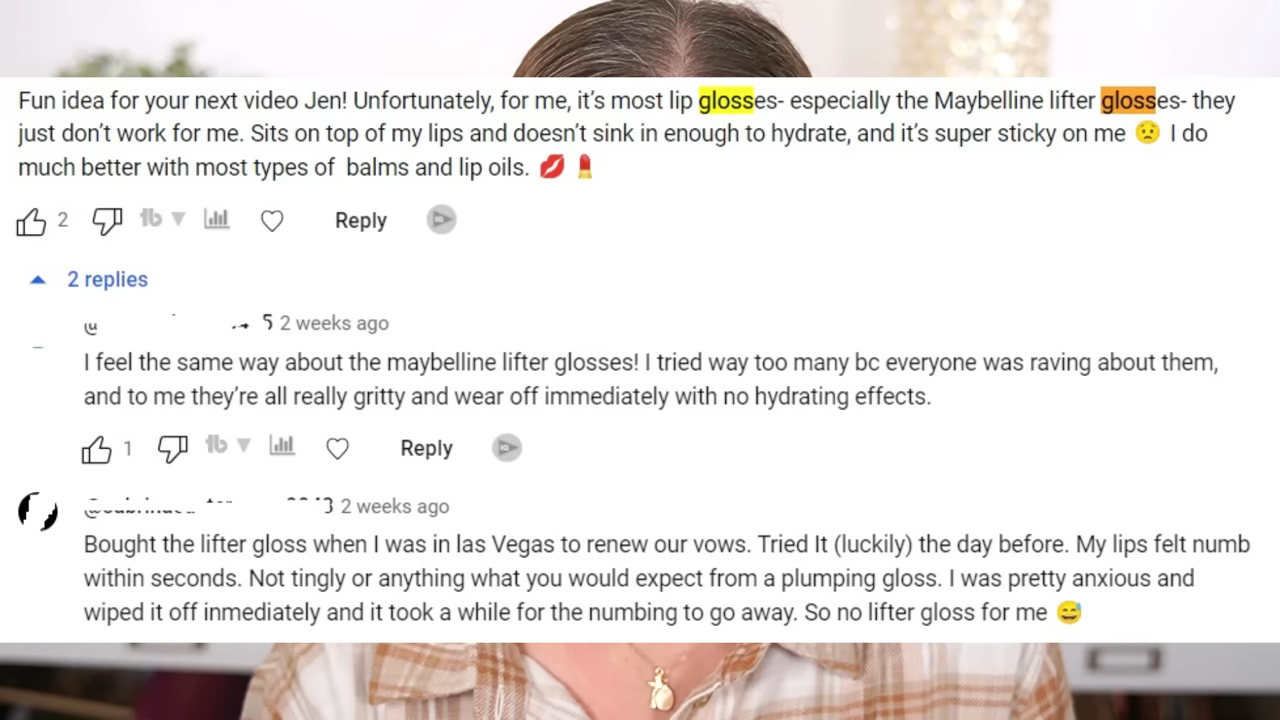 Fun idea for your next video Jen! Unfortunately, for me, it's most lip glosses- especially the Maybelline lifter glosses- they
just don't work for me. Sits on top of my lips and doesn't sink in enough to hydrate, and it's super sticky on me 😟 I do
much better with most types of balms and lip oils. 💋 💄
2
Reply
2 replies
5 2 weeks ago
I feel the same way about the maybelline lifter glosses! I tried way too many bc everyone was raving about them,
and to me they're all really gritty and wear off immediately with no hydrating effects.
1
Reply
2 weeks ago
Bought the lifter gloss when I was in las Vegas to renew our vows. Tried It (luckily) the day before. My lips felt numb
within seconds. Not tingly or anything what you would expect from a plumping gloss. I was pretty anxious and
wiped it off inmediately and it took a while for the numbing to go away. So no lifter gloss for me 😅